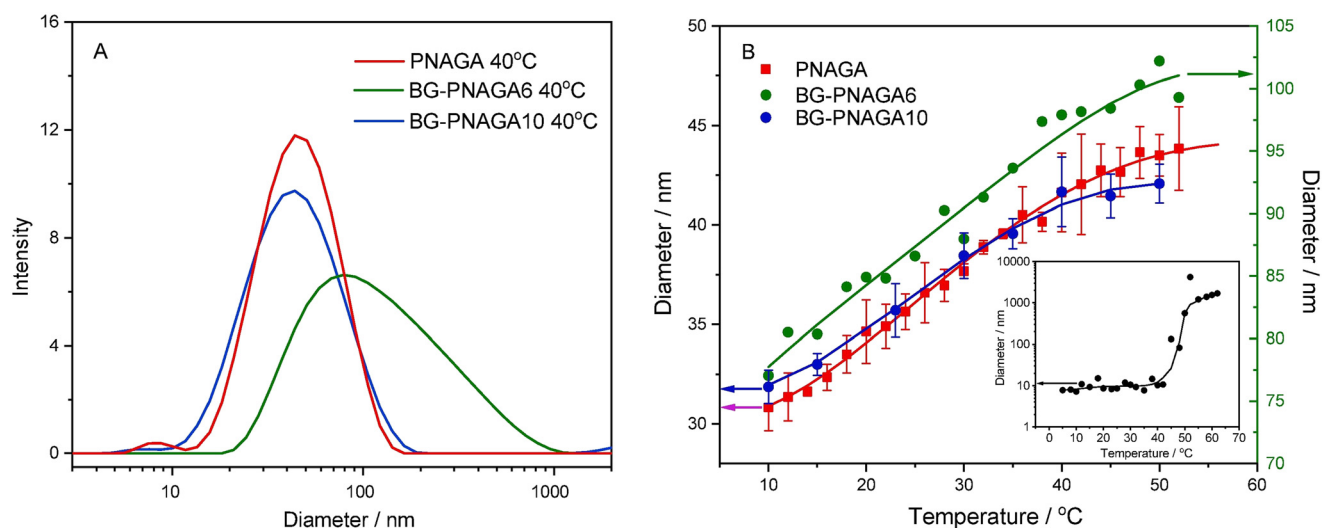 A
PNAGA 40°C
BG-PNAGA6 40°C
BG-PNAGA10 40°C
16
12
8
4
0
Intensity
10
100
1000
Diameter / nm
B
PNAGA
BG-PNAGA6
BG-PNAGA10
50
45
40
35
30
Diameter / nm
105
100
95
90
85
80
75
70
Diameter / nm
10
20
30
40
50
60
Temperature / °C
10000
1000
100
10
1
Diameter / nm
0
10
20
30
40
50
60
70
Temperature / °C